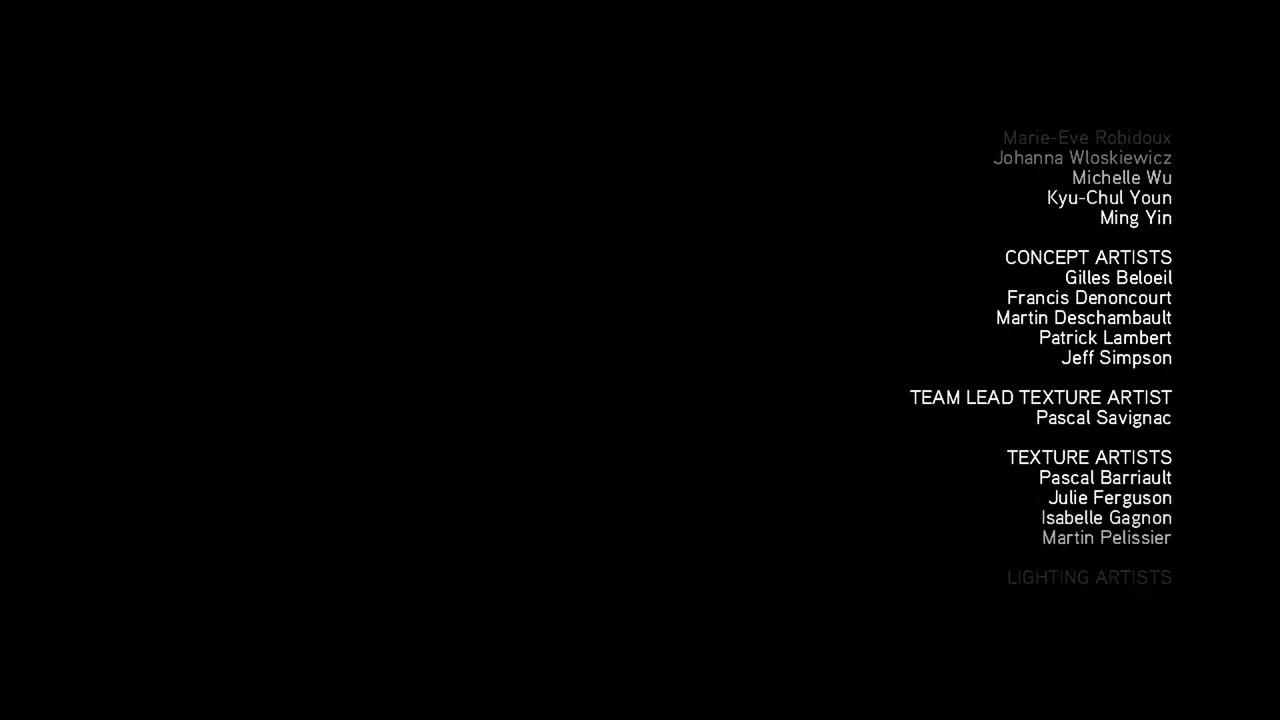 Marie-Eve Robidoux
Johanna Wloskiewicz
Michelle Wu
Kyu-Chul Youn
Ming Yin
CONCEPT ARTISTS
Gilles Beloeil
Francis Denoncourt
Martin Deschambault
Patrick Lambert
Jeff Simpson
TEAM LEAD TEXTURE ARTIST
Pascal Savignac
TEXTURE ARTISTS
Pascal Barriault
Julie Ferguson
Isabelle Gagnon
Martin Pelissier
LIGHTING ARTISTS